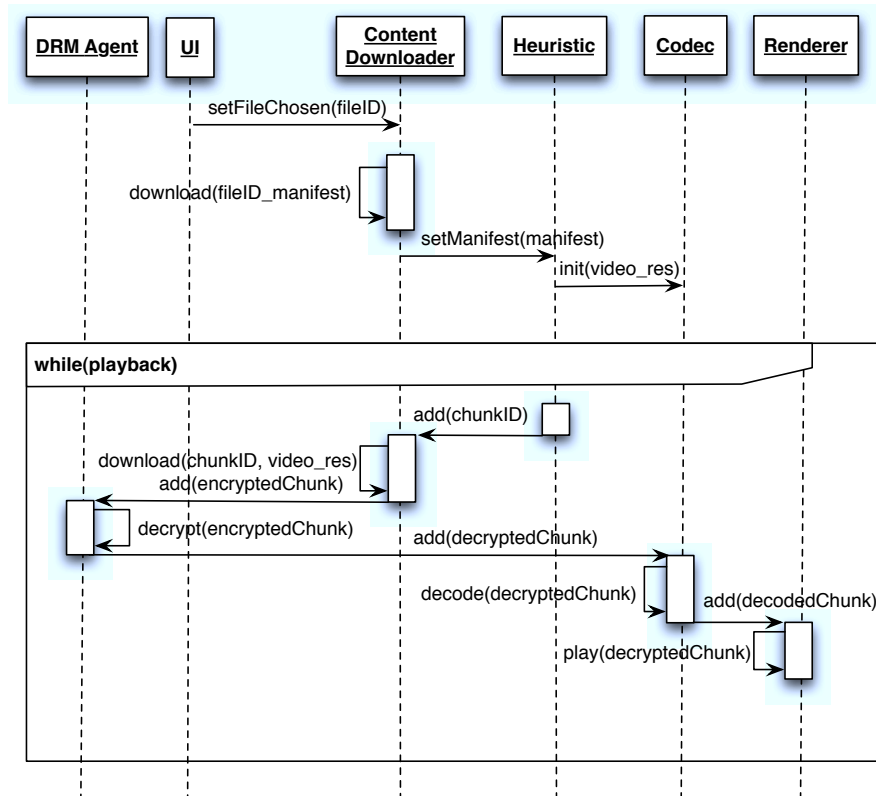 DRM Agent
UI
Content
Downloader
Heuristic
Codec
Renderer
setFileChosen(fileID)
download(fileID_manifest)
setManifest(manifest)
init(video_res)
while(playback)
add(chunkID)
download(chunkID, video_res)
add(encryptedChunk)
decrypt(encryptedChunk)
add(decryptedChunk)
decode(decryptedChunk)
add(decodedChunk)
play(decryptedChunk)